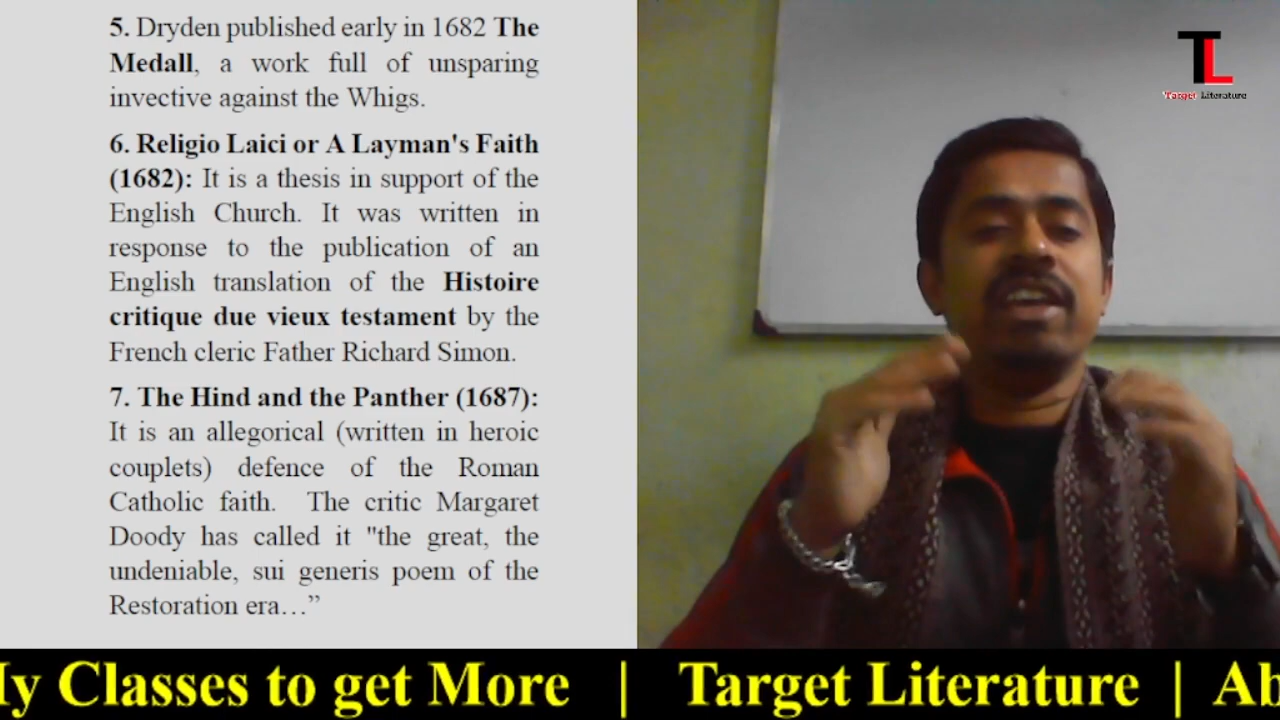 5. Dryden published early in 1682 The
Medall, a work full of unsparing
invective against the Whigs.
6. Religio Laici or A Layman's Faith
(1682): It is a thesis in support of the
English Church. It was written in
response to the publication of an
English translation of the Histoire
critique due vieux testament by the
French cleric Father Richard Simon.
7. The Hind and the Panther (1687):
It is an allegorical (written in heroic
couplets) defence of the Roman
Catholic faith. The critic Margaret
Doody has called it "the great, the
undeniable, sui generis poem of the
Restoration era…”
TL
Target Literature
My Classes to get More | Target Literature | Ab